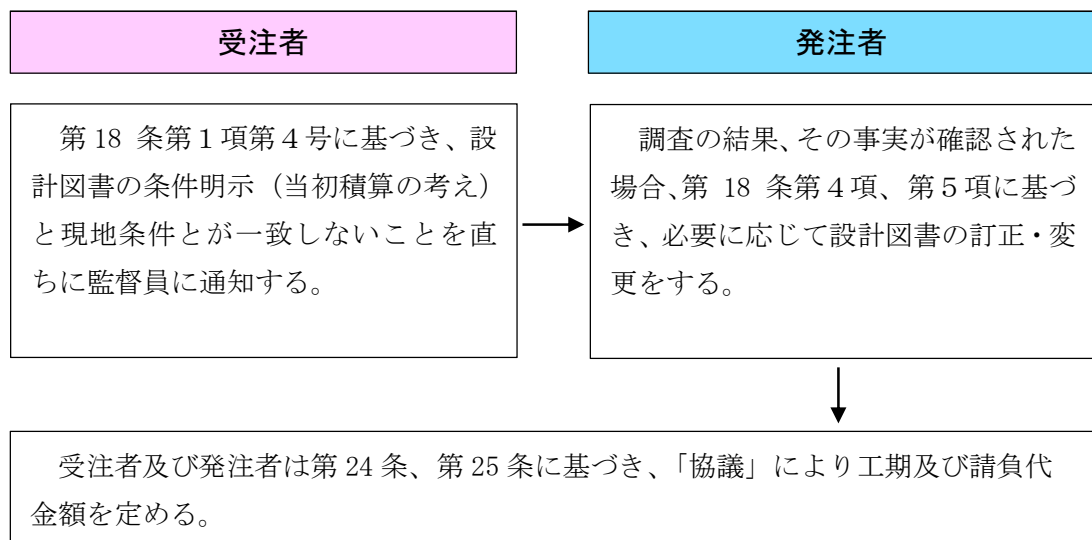 受注者
発注者
第18 条第１項第４号に基づき、設
計図書の条件明示（当初積算の考え）
と現地条件とが一致しないことを直
ちに監督員に通知する。
調査の結果、その事実が確認された
場合、第 18 条第４項、第５項に基づ
き、必要に応じて設計図書の訂正・変
更をする。
受注者及び発注者は第 24 条、第 25 条に基づき、「協議」により工期及び請負代
金額を定める。